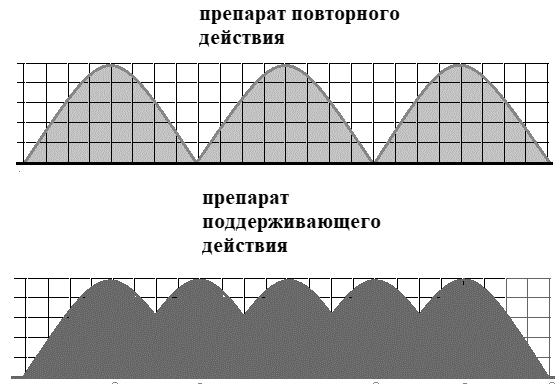 препарат повторного
действия
препарат
поддерживающего
действия